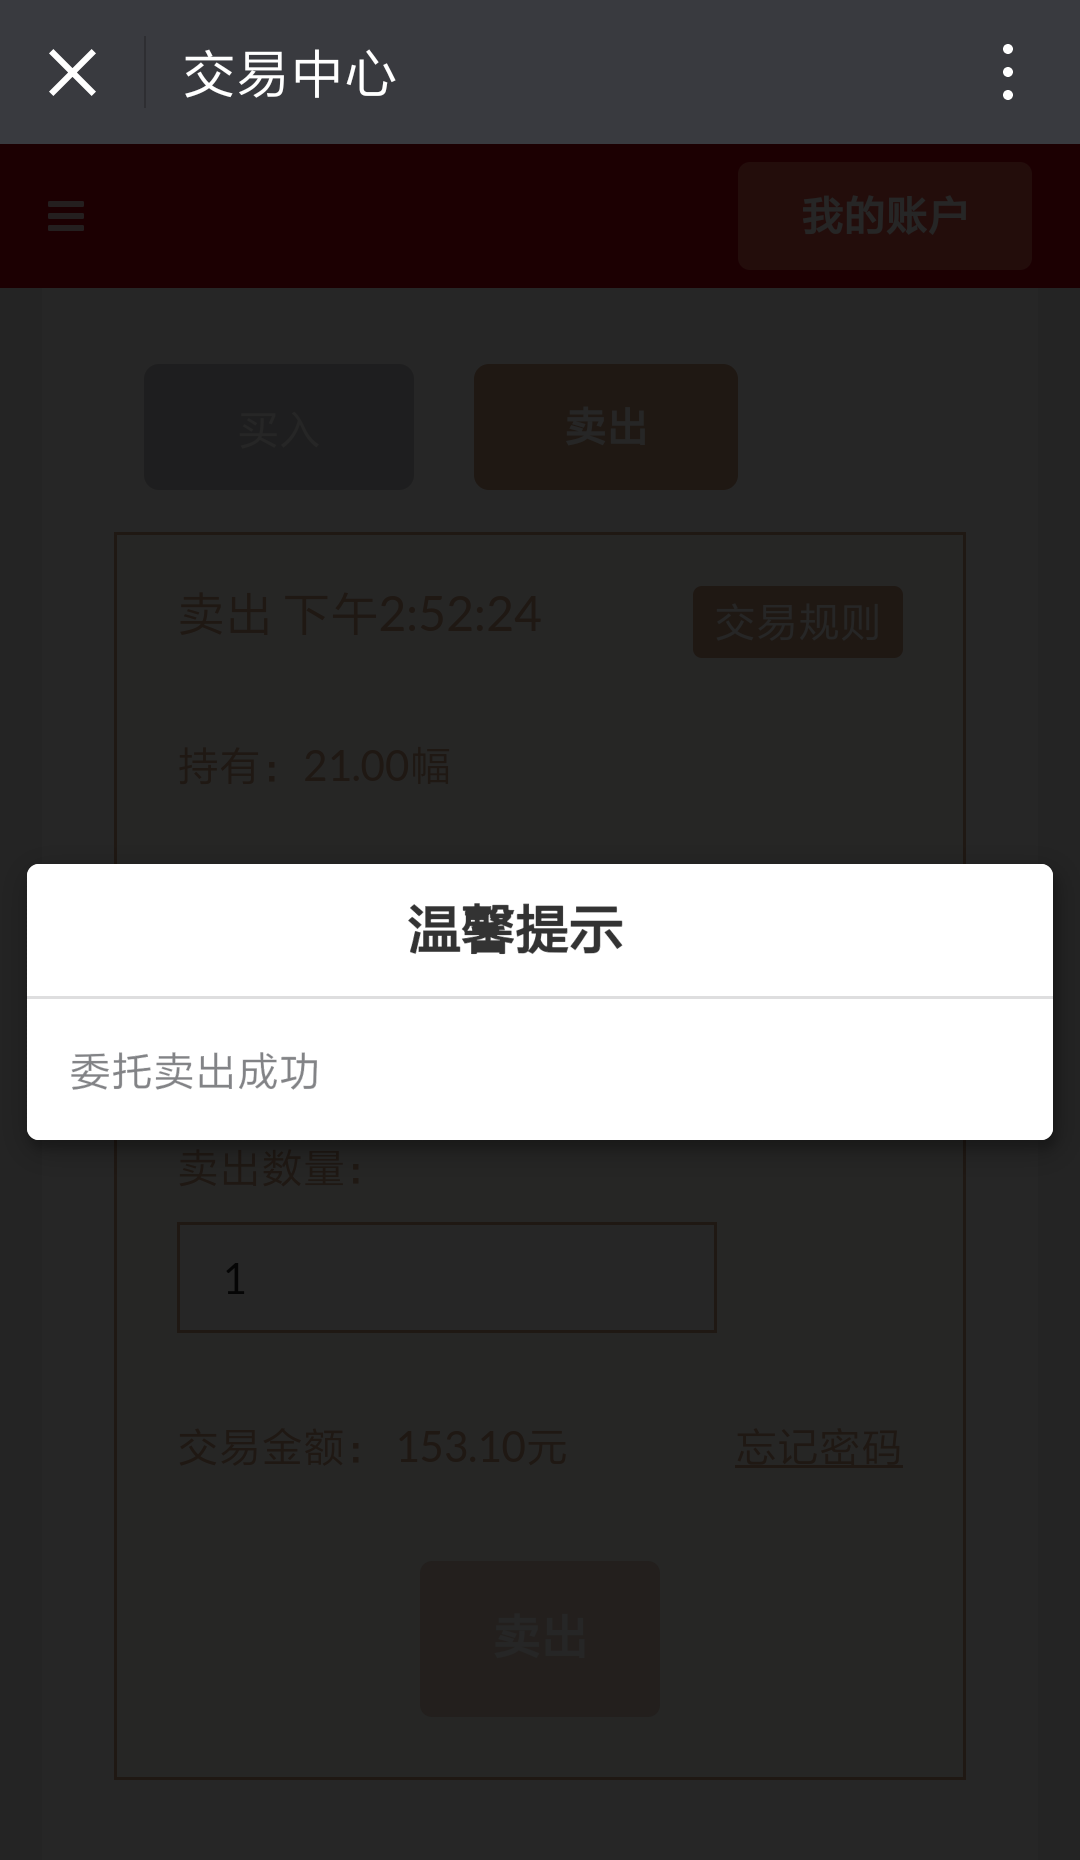 交易中心
我的账户
买入
卖出
卖出 下午2:52:24
交易规则
持有：21.00幅
温馨提示
委托卖出成功
卖出数量：
1
交易金额： 153.10元
忘记密码
卖出